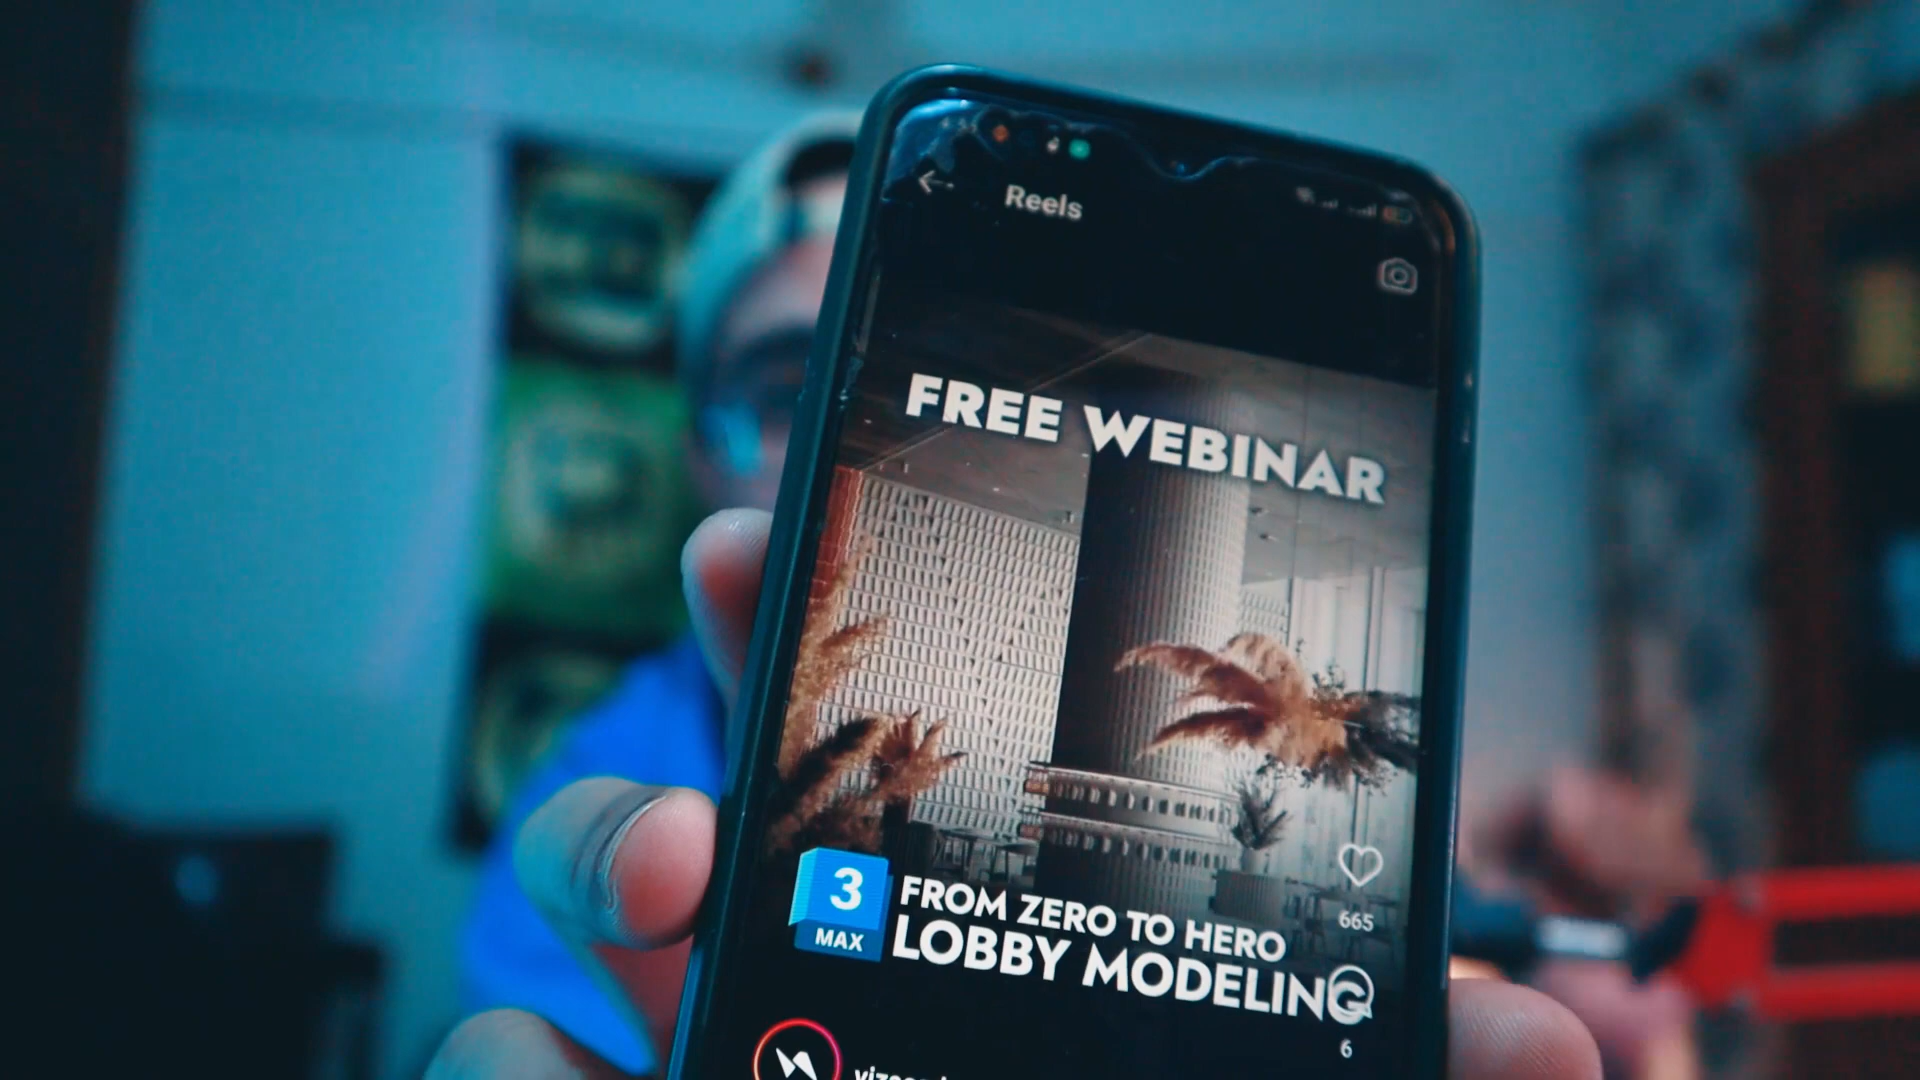 Reels
FREE WEBINAR
3
MAX
FROM ZERO TO HERO
LOBBY MODELING
665
6